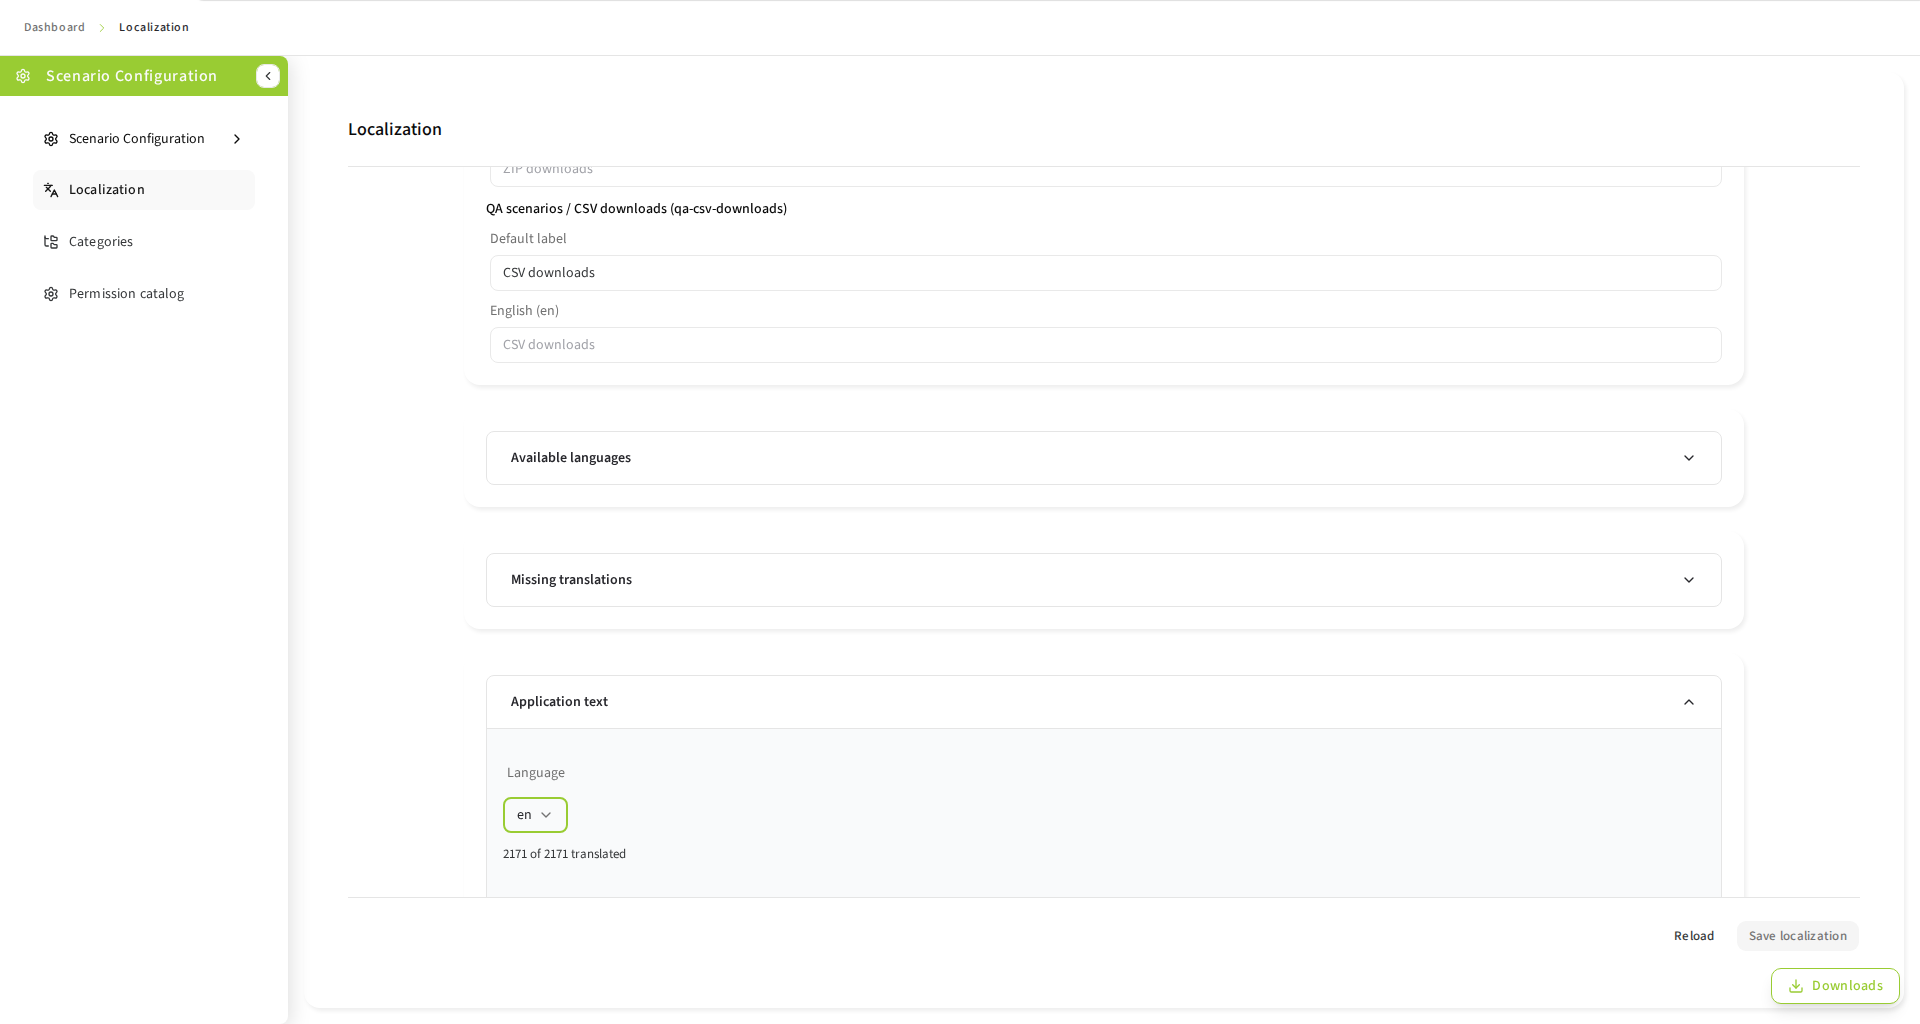 Dashboard
Localization
Scenario Configuration
Scenario Configuration
Localization
Categories
Permission catalog
Localization
ZIP downloads
QA scenarios / CSV downloads (qa-csv-downloads)
Default label
CSV downloads
English (en)
CSV downloads
Available languages
Missing translations
Application text
Language
en
2171 of 2171 translated
Reload
Save localization
Downloads